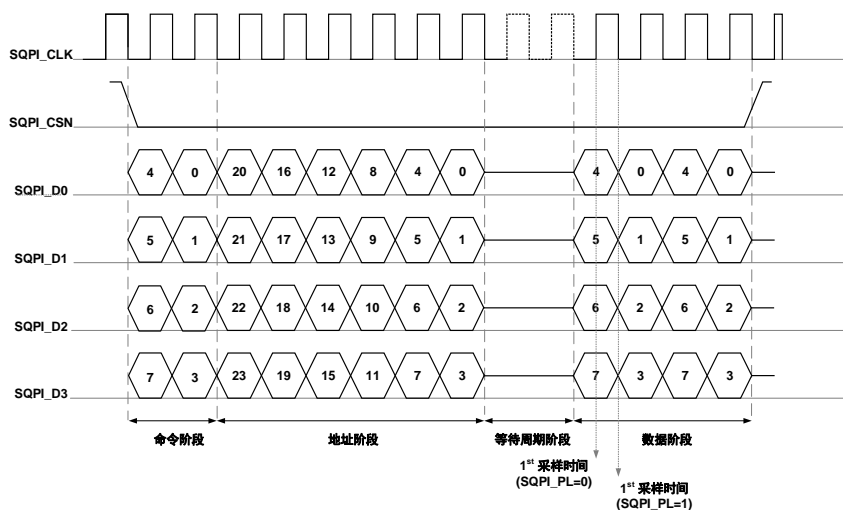 SQPI_CLK
SQPI_CSN
SQPI_D0 4 0 20 16 12 8 4 0 4 0 4 0
SQPI_D1 5 1 21 17 13 9 5 1 5 1 5 1
SQPI_D2 6 2 22 18 14 10 6 2 6 2 6 2
SQPI_D3 7 3 23 19 15 11 7 3 7 3 7 3
命令阶段 地址阶段 等待周期阶段 数据阶段
1st 采样时间
(SQPI_PL=0)
1st 采样时间
(SQPI_PL=1)